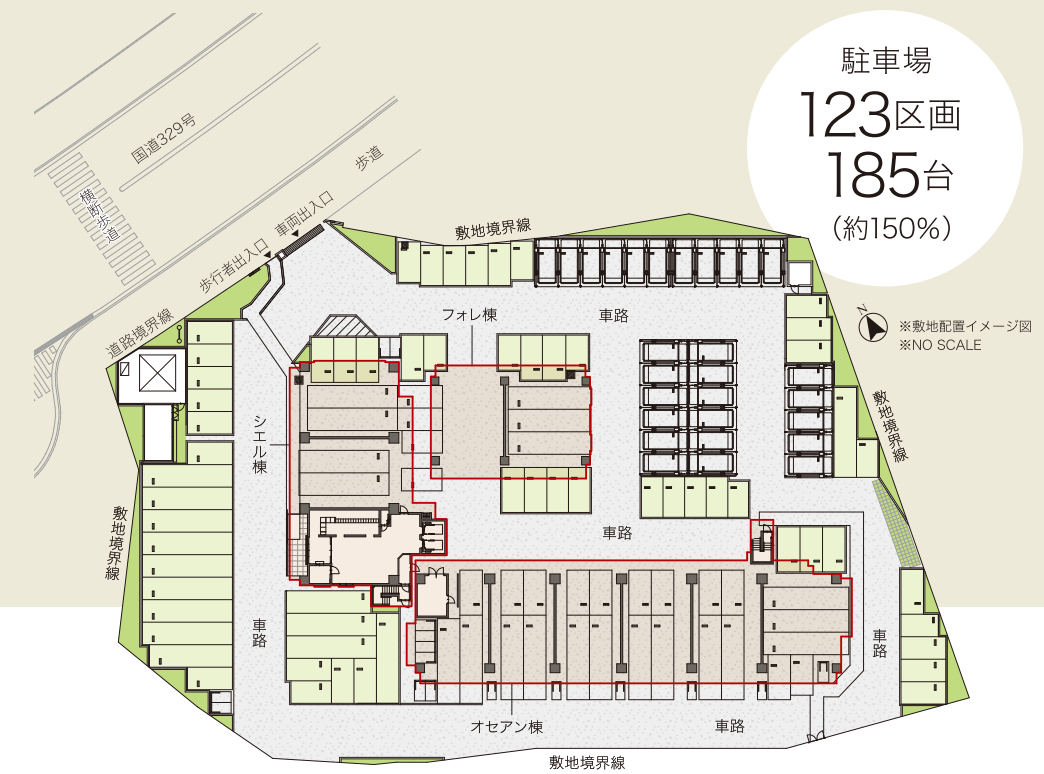 駐車場
123区画
185台
（約150％）
国道329号
歩道
横断歩道
車両出入口
歩行者出入口
道路境界線
敷地境界線
フォレ棟
車路
N
※敷地配置イメージ図
※NO SCALE
シエル棟
敷地境界線
敷地境界線
車路
車路
車路
オセアン棟
車路
敷地境界線